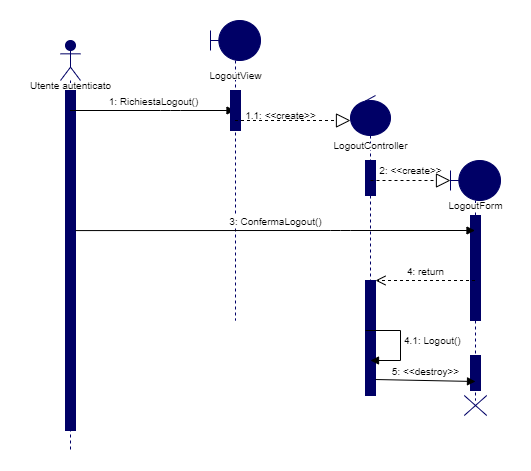 LogoutView
Utente autenticato
1: RichiestaLogout()
1.1: <<create>>
LogoutController
2: <<create>>
LogoutForm
3: ConfermaLogout()
4: return
4.1: Logout()
5: <<destroy>>